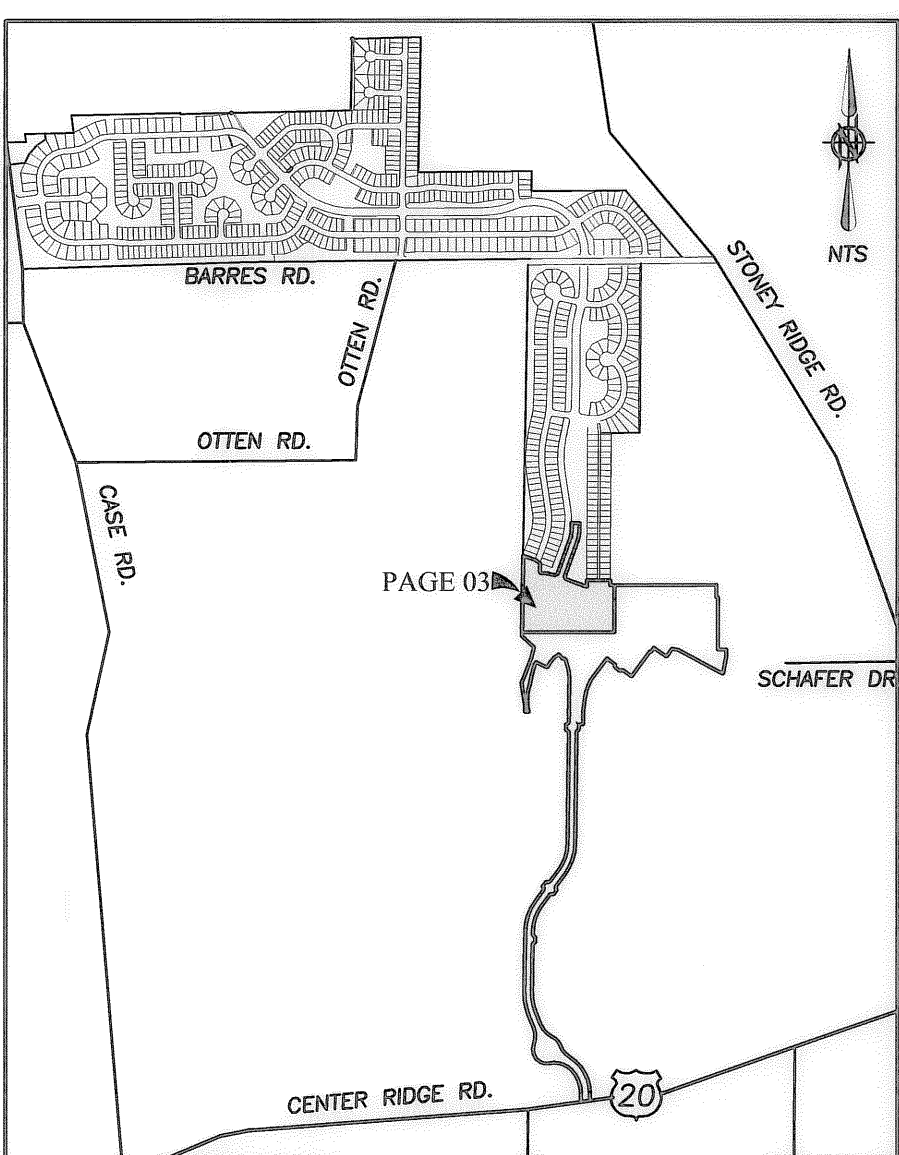 N
NTS
BARRES RD.
OTTEN RD.
STONEY RIDGE RD.
OTTEN RD.
CASE RD.
PAGE 03
SCHAFER DR
CENTER RIDGE RD.
20